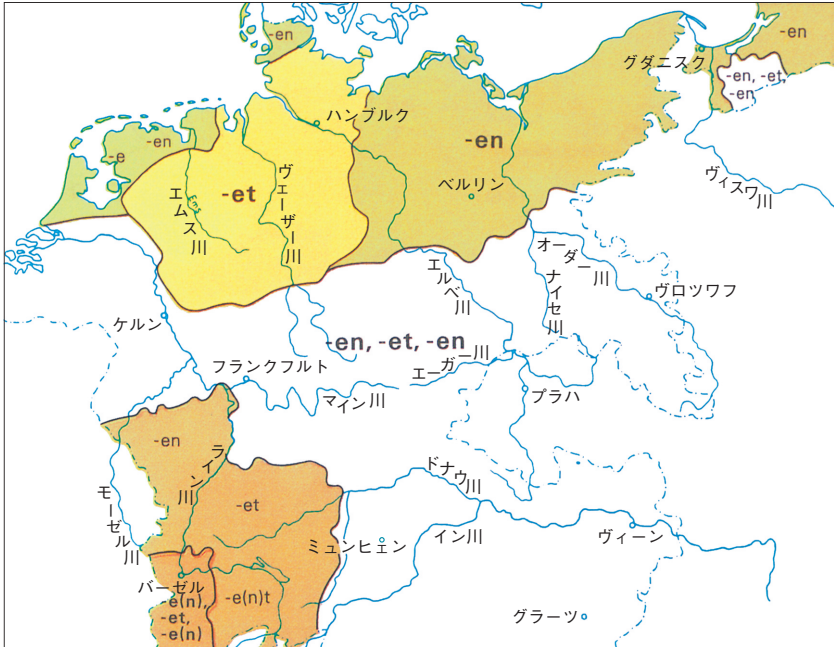 -en
-en
グダニスク
-en, -et,
-en
ハンブルク
-en
-e
-en
ヴェーザー川
-et
ベルリン
エムス川
Ems
ヴィスワ川
オーダー川
エルベ川
ナイセ川
ヴロツワフ
ケルン
-en, -et, -en
フランクフルト
エーガー川
マイン川
プラハ
-en
ライン川
ドナウ川
モーゼル川
-et
ミュンヒェン
イン川
ヴィーン
バーゼル
-e(n),
-et,
-e(n)
-e(n)t
グラーツ